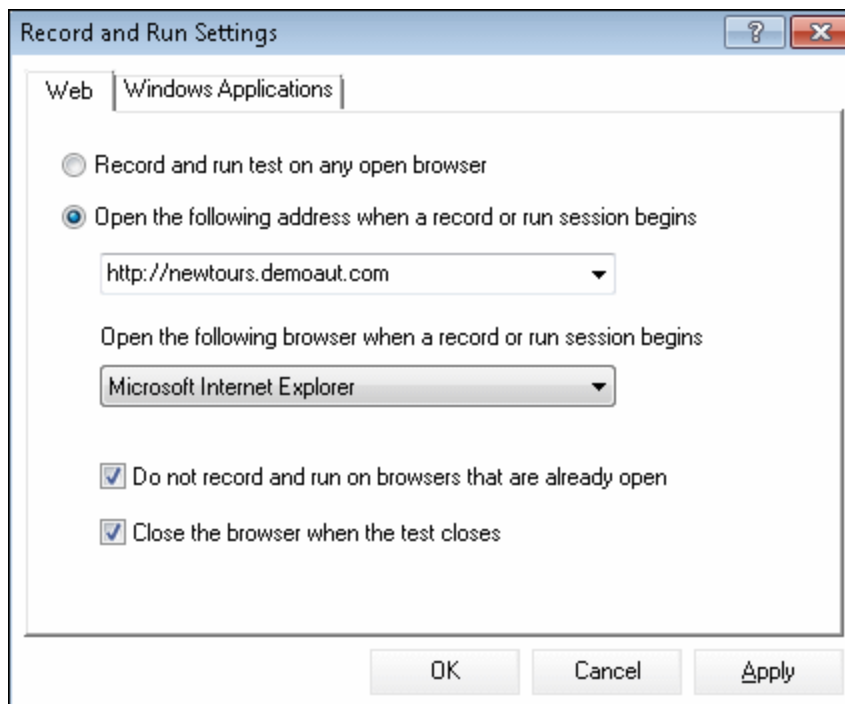 Record and Run Settings
?
Web
Windows Applications
Record and run test on any open browser
Open the following address when a record or run session begins
http://newtours.demoaut.com
Open the following browser when a record or run session begins
Microsoft Internet Explorer
Do not record and run on browsers that are already open
Close the browser when the test closes
OK Cancel Apply